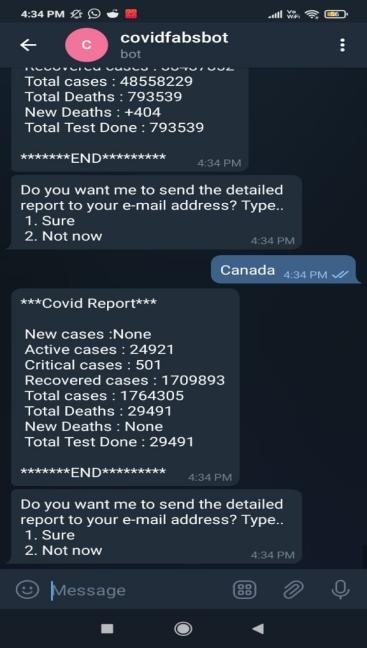 4:34 PM
covidfabsbot
bot
Total cases : 48558229
Total Deaths : 793539
New Deaths : +404
Total Test Done : 793539
*******END*********
4:34 PM
Do you want me to send the detailed
report to your e-mail address? Type..
1. Sure
2. Not now
4:34 PM
Canada 4:34 PM
***Covid Report***
New cases :None
Active cases : 24921
Critical cases : 501
Recovered cases : 1709893
Total cases : 1764305
Total Deaths : 29491
New Deaths : None
Total Test Done : 29491
*******END*********
4:34 PM
Do you want me to send the detailed
report to your e-mail address? Type..
1. Sure
2. Not now
4:34 PM
Message